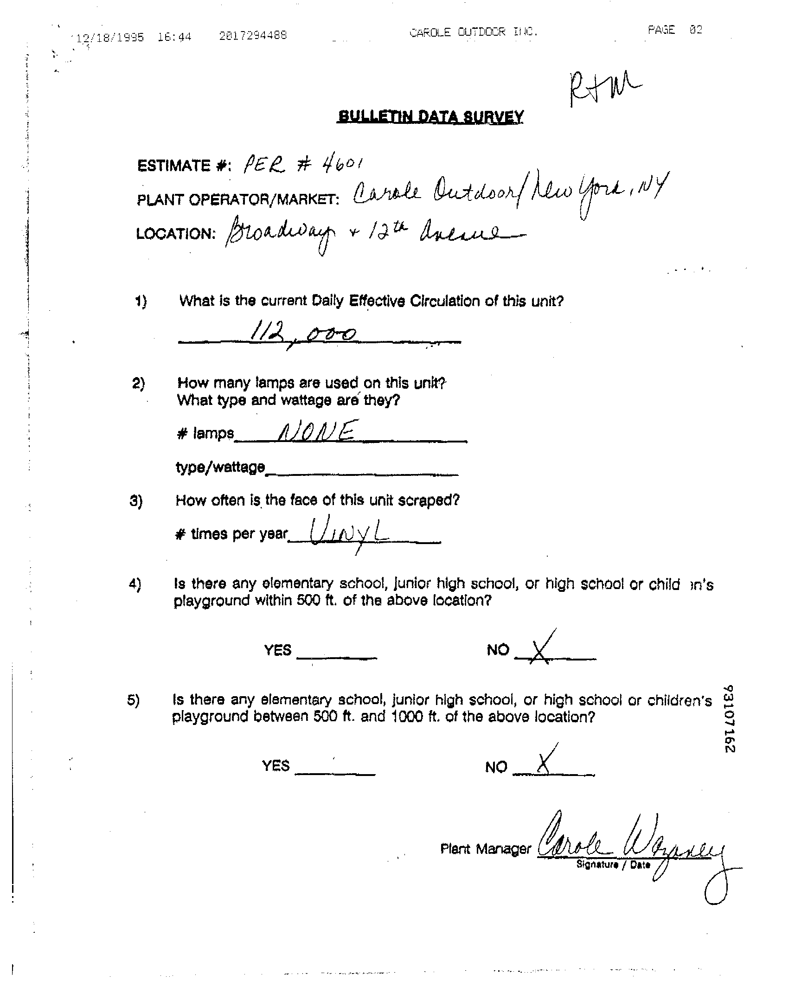 12/18/1995 16:44 2017294488 CAROLE OUTDOOR INC. PAGE 02
R+M
BULLETIN DATA SURVEY
ESTIMATE #: PER # 4601
PLANT OPERATOR/MARKET: Carole Outdoor/New York, NY
LOCATION: Broadway + 12th Avenue
1) What is the current Daily Effective Circulation of this unit?
112,000
2) How many lamps are used on this unit?
What type and wattage are they?
# lamps NONE
type/wattage
3) How often is the face of this unit scraped?
# times per year VINYL
4) Is there any elementary school, junior high school, or high school or child en's
playground within 500 ft. of the above location?
YES NO X
5) Is there any elementary school, junior high school, or high school or children's
playground between 500 ft. and 1000 ft. of the above location?
YES NO X
93107162
Plant Manager Carole
Signature / Date